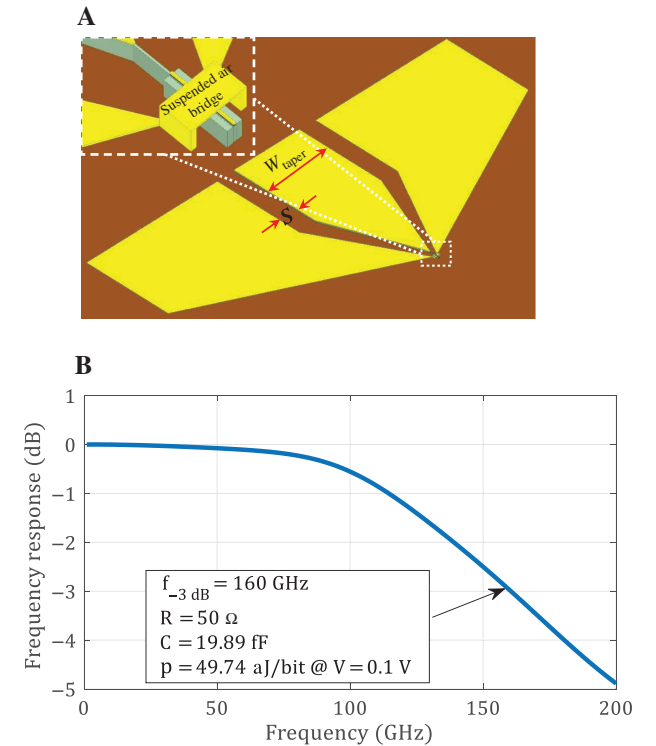 A
Suspended air
bridge
W taper
S
B
Frequency response (dB)
1
0
−1
−2
−3
−4
−5
f−3 dB = 160 GHz
R = 50 Ω
C = 19.89 fF
p = 49.74 aJ/bit @ V = 0.1 V
0 50 100 150 200
Frequency (GHz)